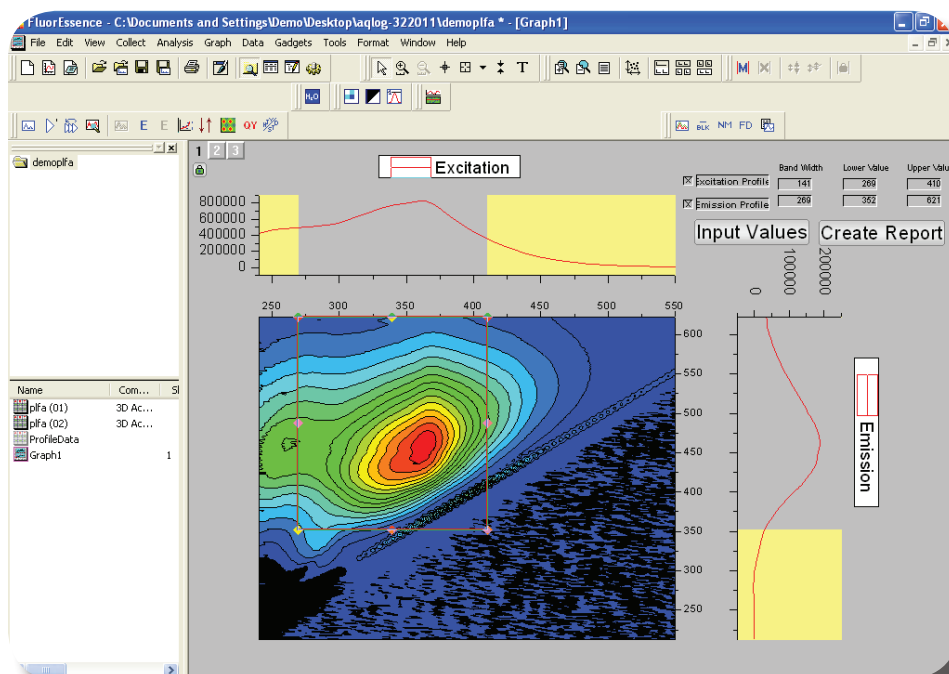 FluorEssence - C:\Documents and Settings\Demo\Desktop\aqlog-322011\demoplfa * - [Graph1]
File Edit View Collect Analysis Graph Data Gadgets Tools Format Window Help
T
M
H₂O
E E QY
BLK NM FD
demoplfa
1 2 3
Excitation
Band Width Lower Value Upper Valu
Excitation Profile 141 269 410
Emission Profile 269 352 621
Input Values Create Report
800000
600000
400000
200000
0
0 100000 200000
250 300 350 400 450 500 550
600
550
500
450
400
350
300
250
Emission
Name Com... Si
plfa (01) 3D Ac...
plfa (02) 3D Ac...
ProfileData
Graph1 1